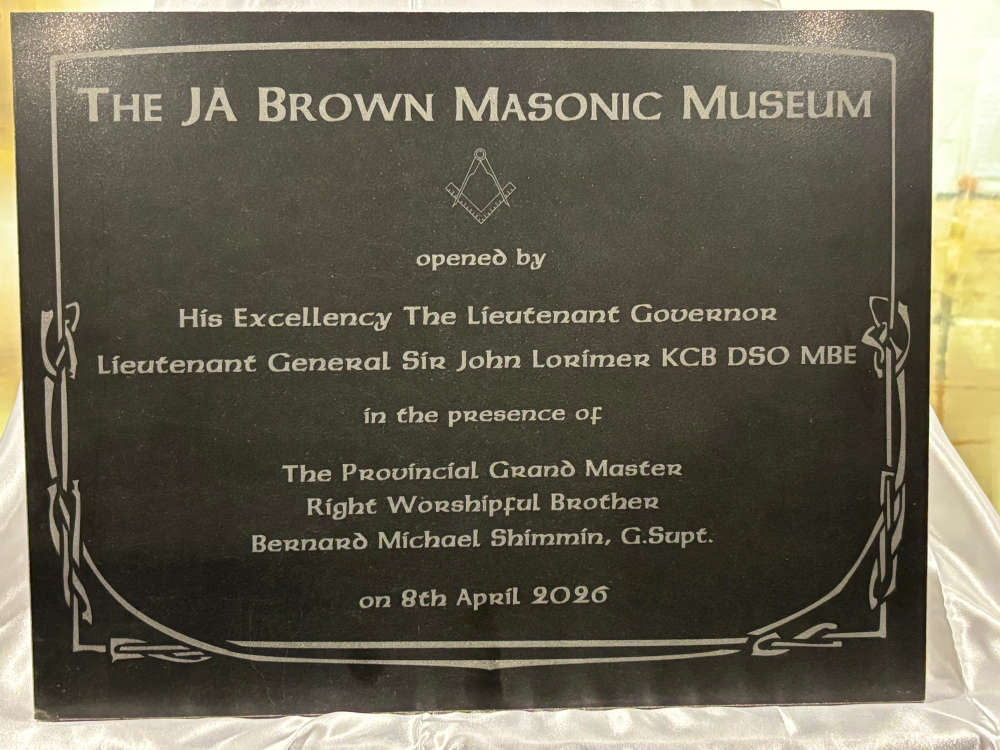 The JA Brown Masonic Museum
opened by
His Excellency The Lieutenant Governor
Lieutenant General Sir John Lorimer KCB DSO MBE
in the presence of
The Provincial Grand Master
Right Worshipful Brother
Bernard Michael Shimmin, G.Supt.
on 8th April 2026